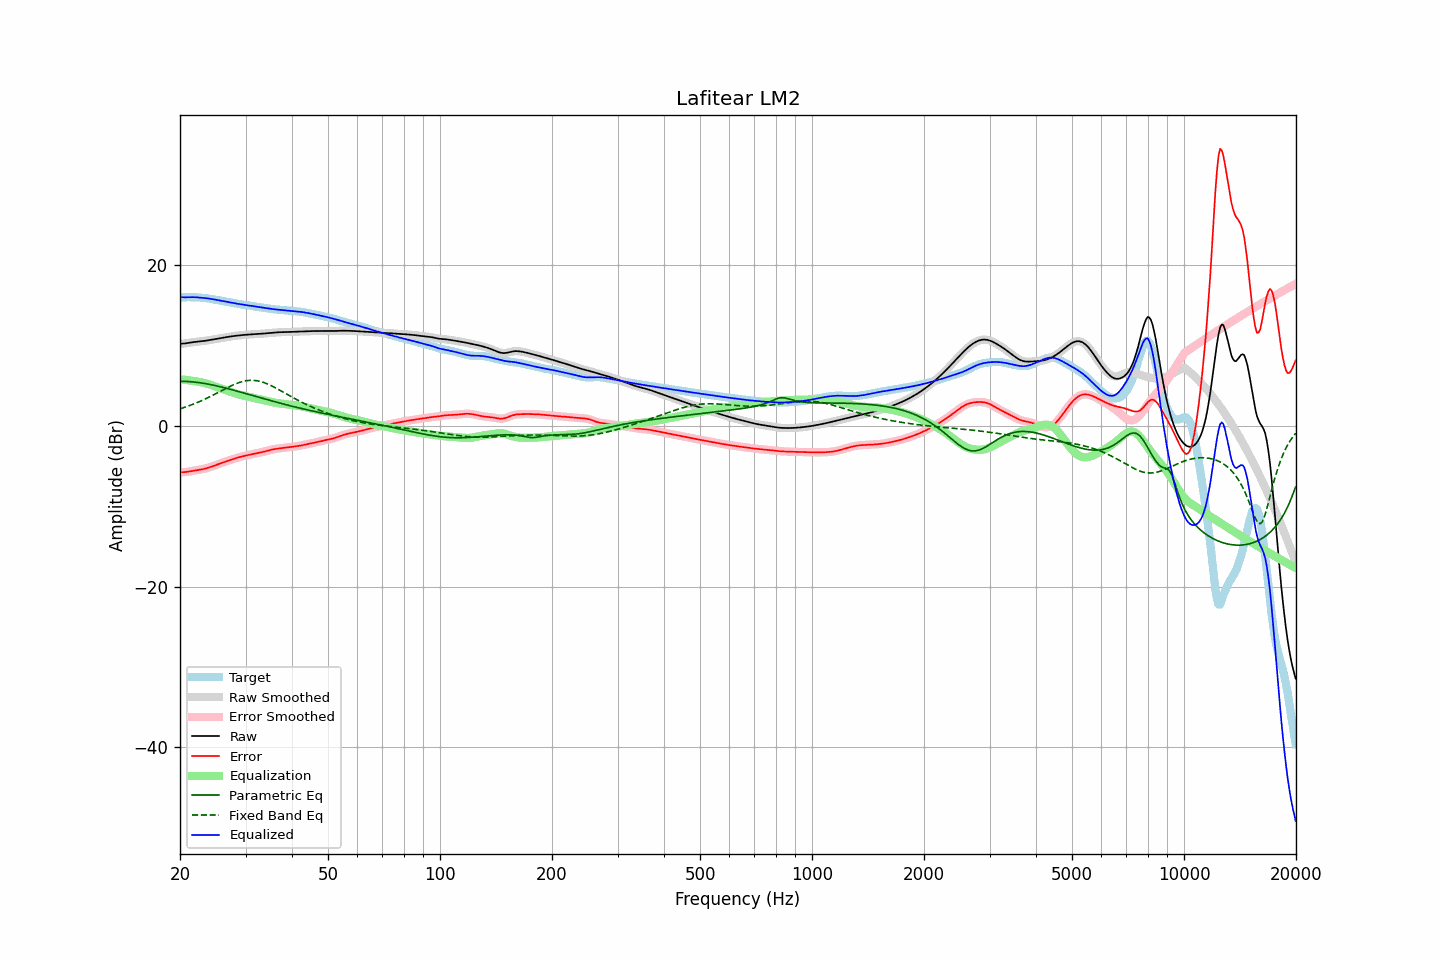 Lafitear LM2
Amplitude (dBr)
20
0
−20
−40
Target
Raw Smoothed
Error Smoothed
Raw
Error
Equalization
Parametric Eq
Fixed Band Eq
Equalized
20 50 100 200 500 1000 2000 5000 10000 20000
Frequency (Hz)